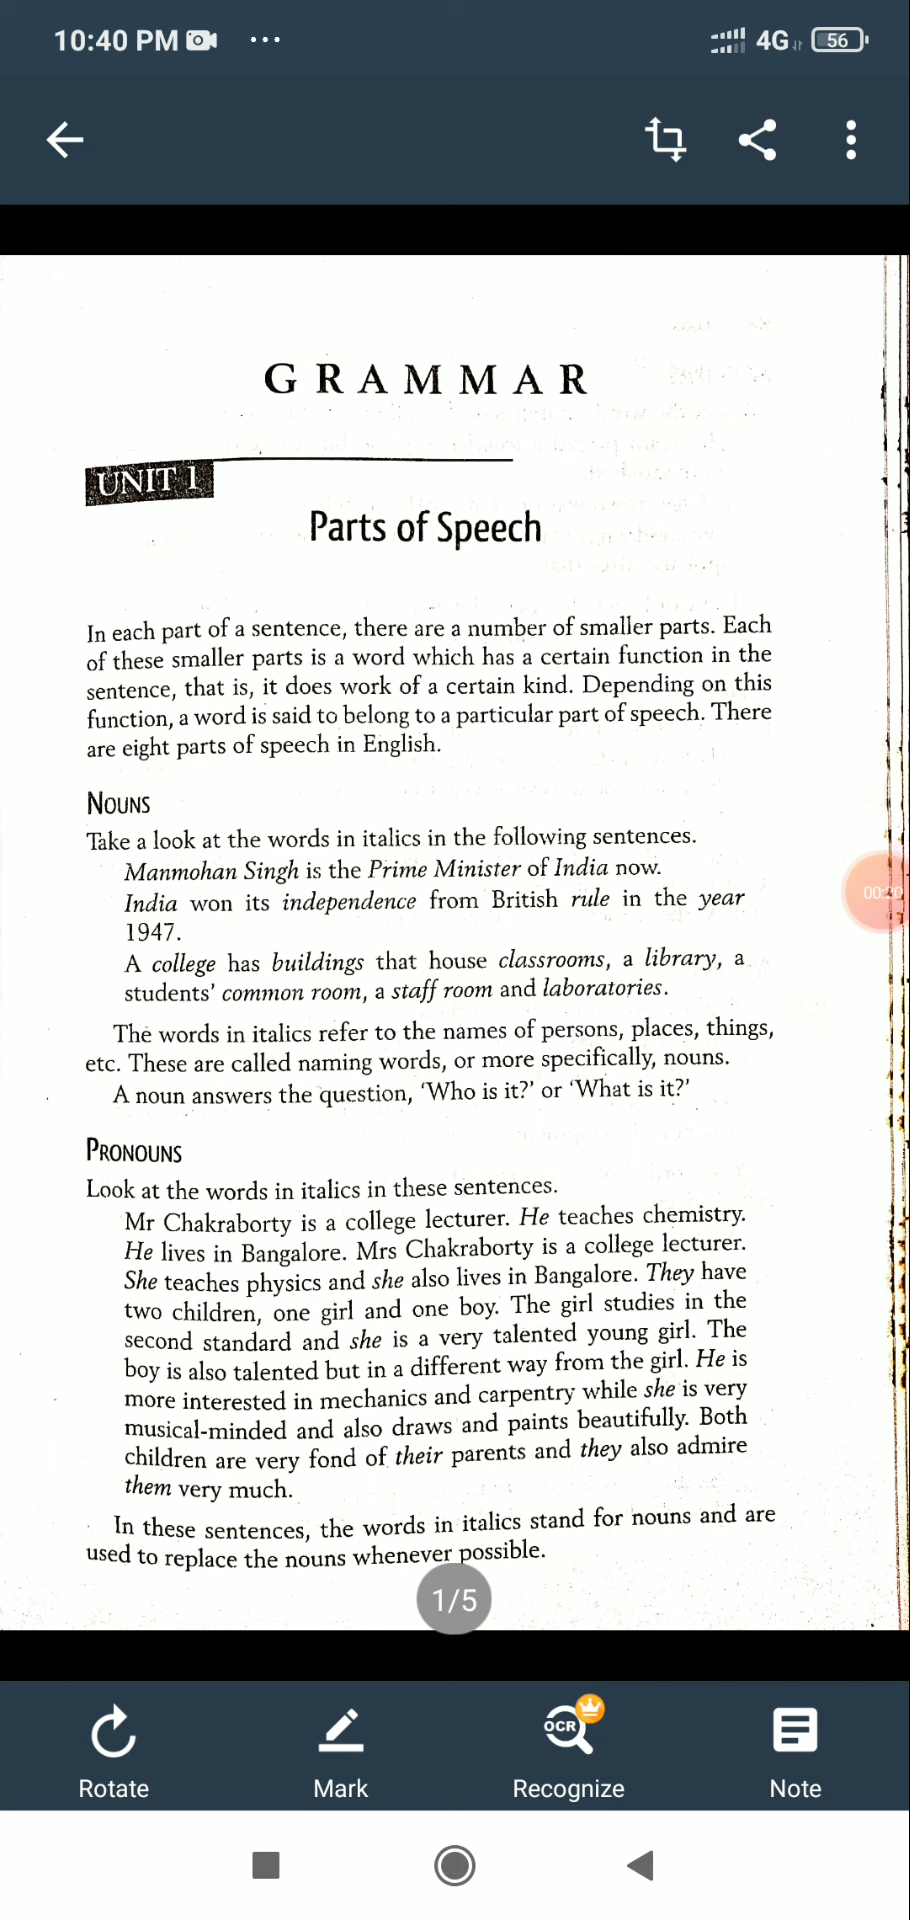 10:40 PM ...
4G 56
GRAMMAR
UNIT 1
Parts of Speech
In each part of a sentence, there are a number of smaller parts. Each
of these smaller parts is a word which has a certain function in the
sentence, that is, it does work of a certain kind. Depending on this
function, a word is said to belong to a particular part of speech. There
are eight parts of speech in English.
NOUNS
Take a look at the words in italics in the following sentences.
Manmohan Singh is the Prime Minister of India now.
India won its independence from British rule in the year
1947.
A college has buildings that house classrooms, a library, a
students' common room, a staff room and laboratories.
The words in italics refer to the names of persons, places, things,
etc. These are called naming words, or more specifically, nouns.
A noun answers the question, 'Who is it?' or 'What is it?'
PRONOUNS
Look at the words in italics in these sentences.
Mr Chakraborty is a college lecturer. He teaches chemistry.
He lives in Bangalore. Mrs Chakraborty is a college lecturer.
She teaches physics and she also lives in Bangalore. They have
two children, one girl and one boy. The girl studies in the
second standard and she is a very talented young girl. The
boy is also talented but in a different way from the girl. He is
more interested in mechanics and carpentry while she is very
musical-minded and also draws and paints beautifully. Both
children are very fond of their parents and they also admire
them very much.
In these sentences, the words in italics stand for nouns and are
used to replace the nouns whenever possible.
00:20
1/5
OCR
Rotate Mark Recognize Note